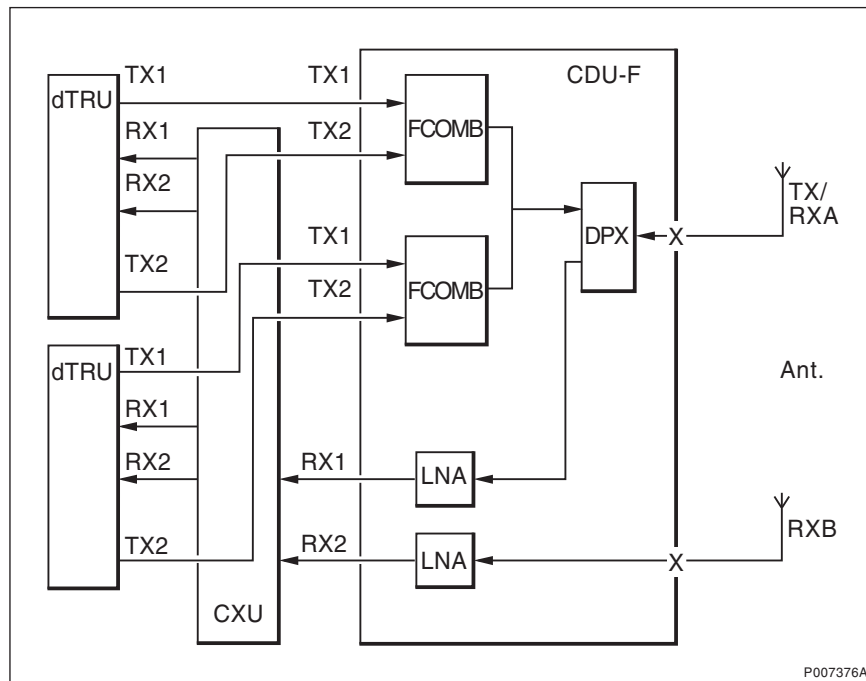 TX1
TX1
CDU-F
dTRU
RX1
TX2
FCOMB
RX2
TX/
RXA
TX1
DPX
X
TX2
TX2
FCOMB
TX1
dTRU
Ant.
RX1
RX2
RX1
LNA
TX2
RX2
LNA
X
RXB
CXU
P007376A